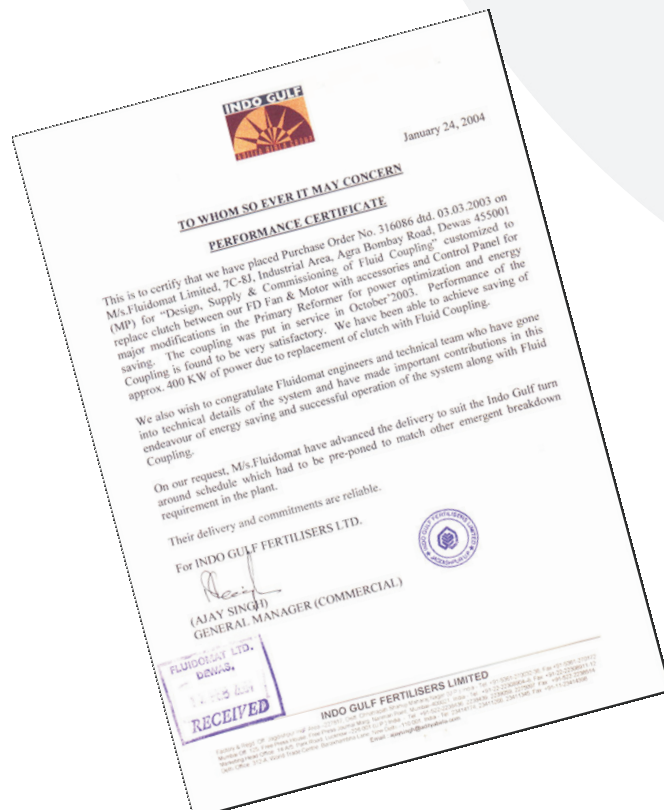 INDO GULF
January 24, 2004
TO WHOM SO EVER IT MAY CONCERN
PERFORMANCE CERTIFICATE
This is to certify that we have placed Purchase Order No. 316086 dtd. 03.03.2003 on
M/s.Fluidomat Limited, 7C-8J, Industrial Area, Agra Bombay Road, Dewas 455001
(MP) for "Design, Supply & Commissioning of Fluid Coupling" customized to
replace clutch between our FD Fan & Motor with accessories and Control Panel for
major modifications in the Primary Reformer for power optimization and energy
saving. The coupling was put in service in October'2003. Performance of the
Coupling is found to be very satisfactory. We have been able to achieve saving of
approx. 400 KW of power due to replacement of clutch with Fluid Coupling.
We also wish to congratulate Fluidomat engineers and technical team who have gone
into technical details of the system and have made important contributions in this
endeavour of energy saving and successful operation of the system along with Fluid
Coupling.
On our request, M/s.Fluidomat have advanced the delivery to suit the Indo Gulf turn
around schedule which had to be pre-poned to match other emergent breakdown
requirement in the plant.
Their delivery and commitments are reliable.
For INDO GULF FERTILISERS LTD.
INDO GULF FERTILISERS LIMITED
(AJAY SINGH)
GENERAL MANAGER (COMMERCIAL)
FLUIDOMAT LTD.
DEWAS,
RECEIVED
INDO GULF FERTILISERS LIMITED